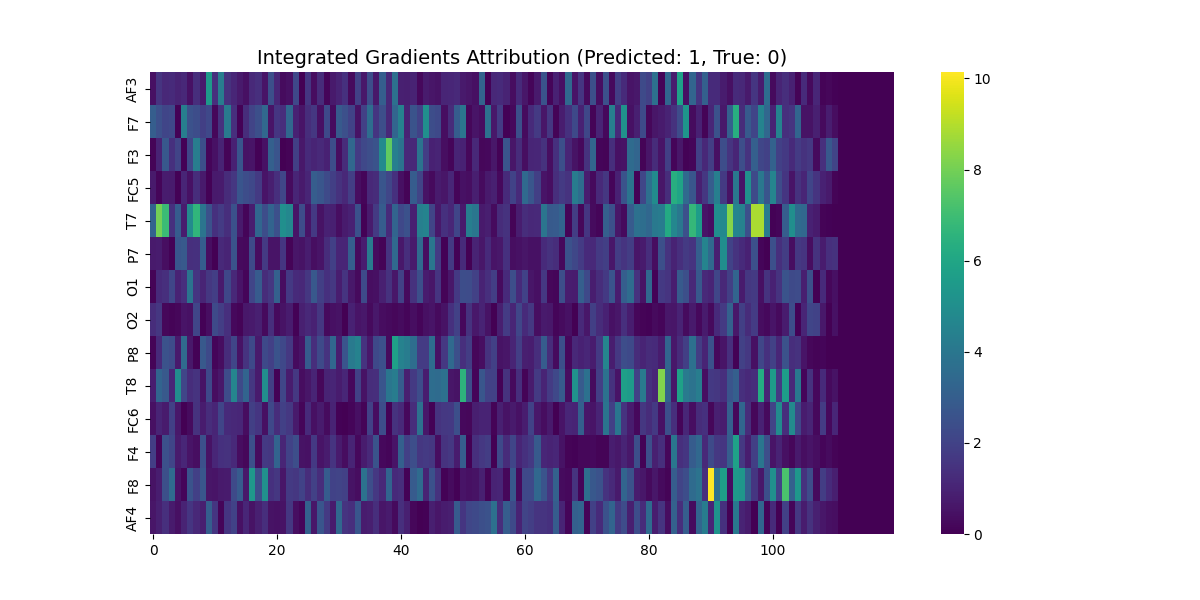 Integrated Gradients Attribution (Predicted: 1, True: 0)
AF3
F7
F3
FC5
T7
P7
O1
O2
P8
T8
FC6
F4
F8
AF4
0 20 40 60 80 100
10
8
6
4
2
0